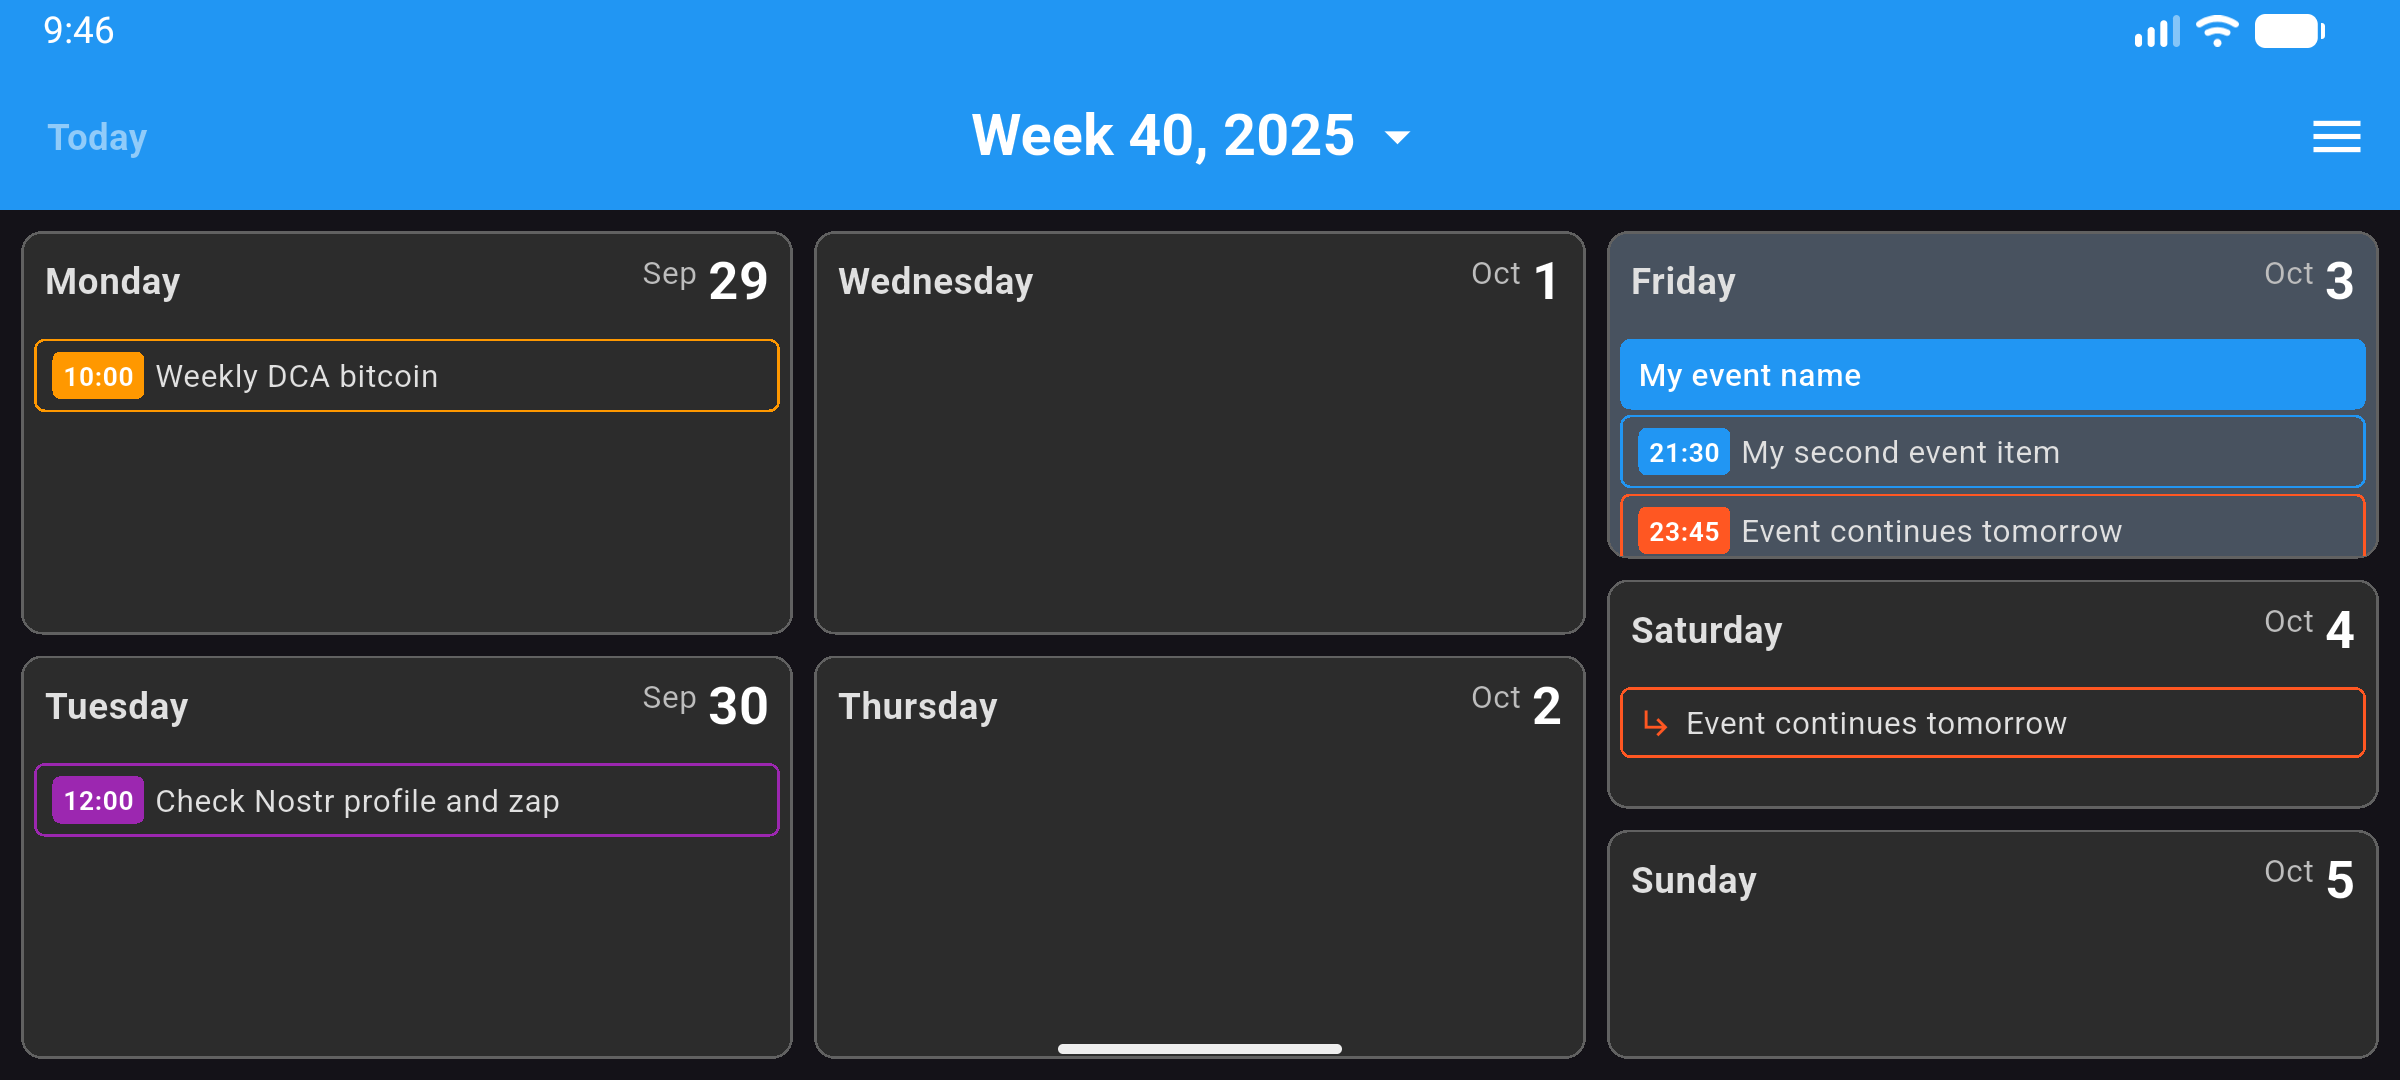 9:46
Today
Week 40, 2025
Monday
Sep 29
10:00 Weekly DCA bitcoin
Tuesday
Sep 30
12:00 Check Nostr profile and zap
Wednesday
Oct 1
Thursday
Oct 2
Friday
Oct 3
My event name
21:30 My second event item
23:45 Event continues tomorrow
Saturday
Oct 4
Event continues tomorrow
Sunday
Oct 5